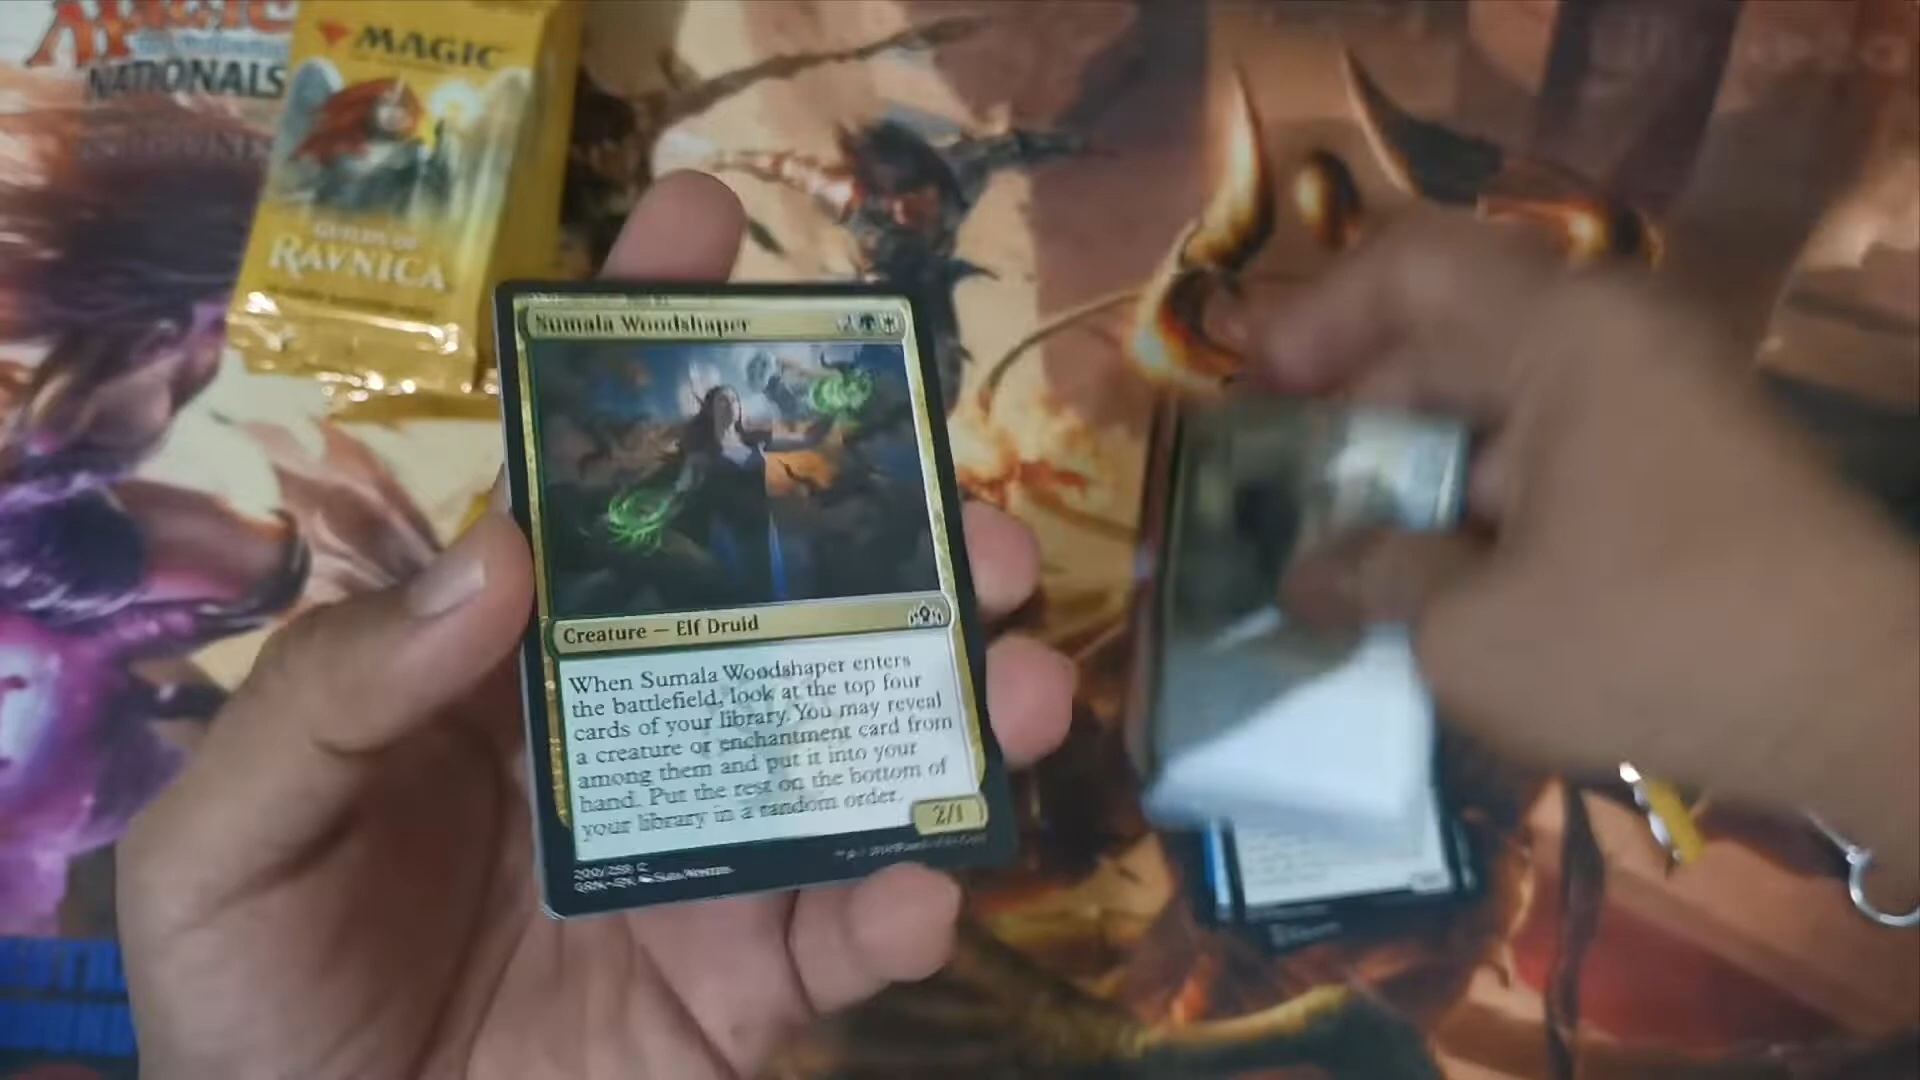 MAGIC
NATIONALS
MAGIC
GUILDS OF
RAVNICA
Sumala Woodshaper
Creature — Elf Druid
When Sumala Woodshaper enters
the battlefield, look at the top four
cards of your library. You may reveal
a creature or enchantment card from
among them and put it into your
hand. Put the rest on the bottom of
your library in a random order.
2/1